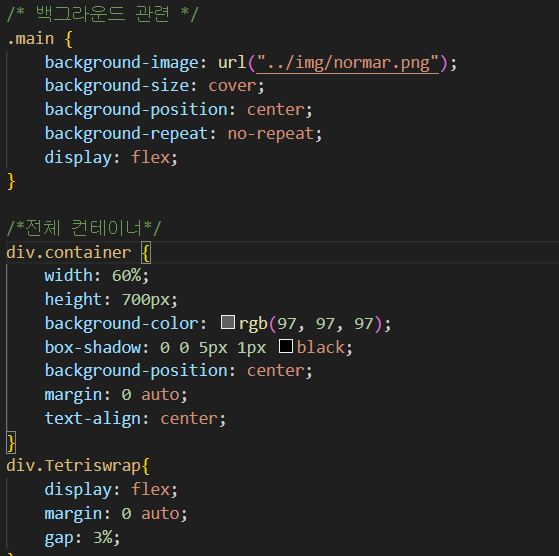 /* 백그라운드 관련 */
.main {
    background-image: url("../img/normar.png");
    background-size: cover;
    background-position: center;
    background-repeat: no-repeat;
    display: flex;
}

/*전체 컨테이너*/
div.container {
    width: 60%;
    height: 700px;
    background-color: rgb(97, 97, 97);
    box-shadow: 0 0 5px 1px black;
    background-position: center;
    margin: 0 auto;
    text-align: center;
}
div.Tetriswrap{
    display: flex;
    margin: 0 auto;
    gap: 3%;